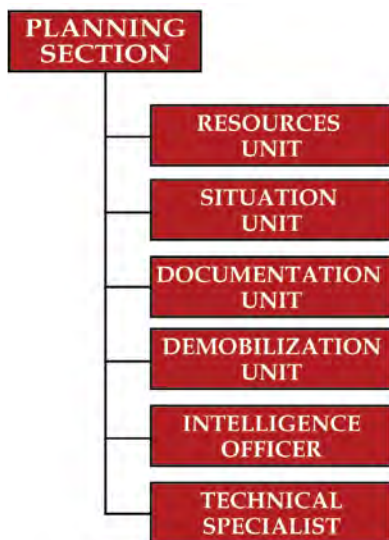 PLANNING
SECTION
RESOURCES
UNIT
SITUATION
UNIT
DOCUMENTATION
UNIT
DEMOBILIZATION
UNIT
INTELLIGENCE
OFFICER
TECHNICAL
SPECIALIST